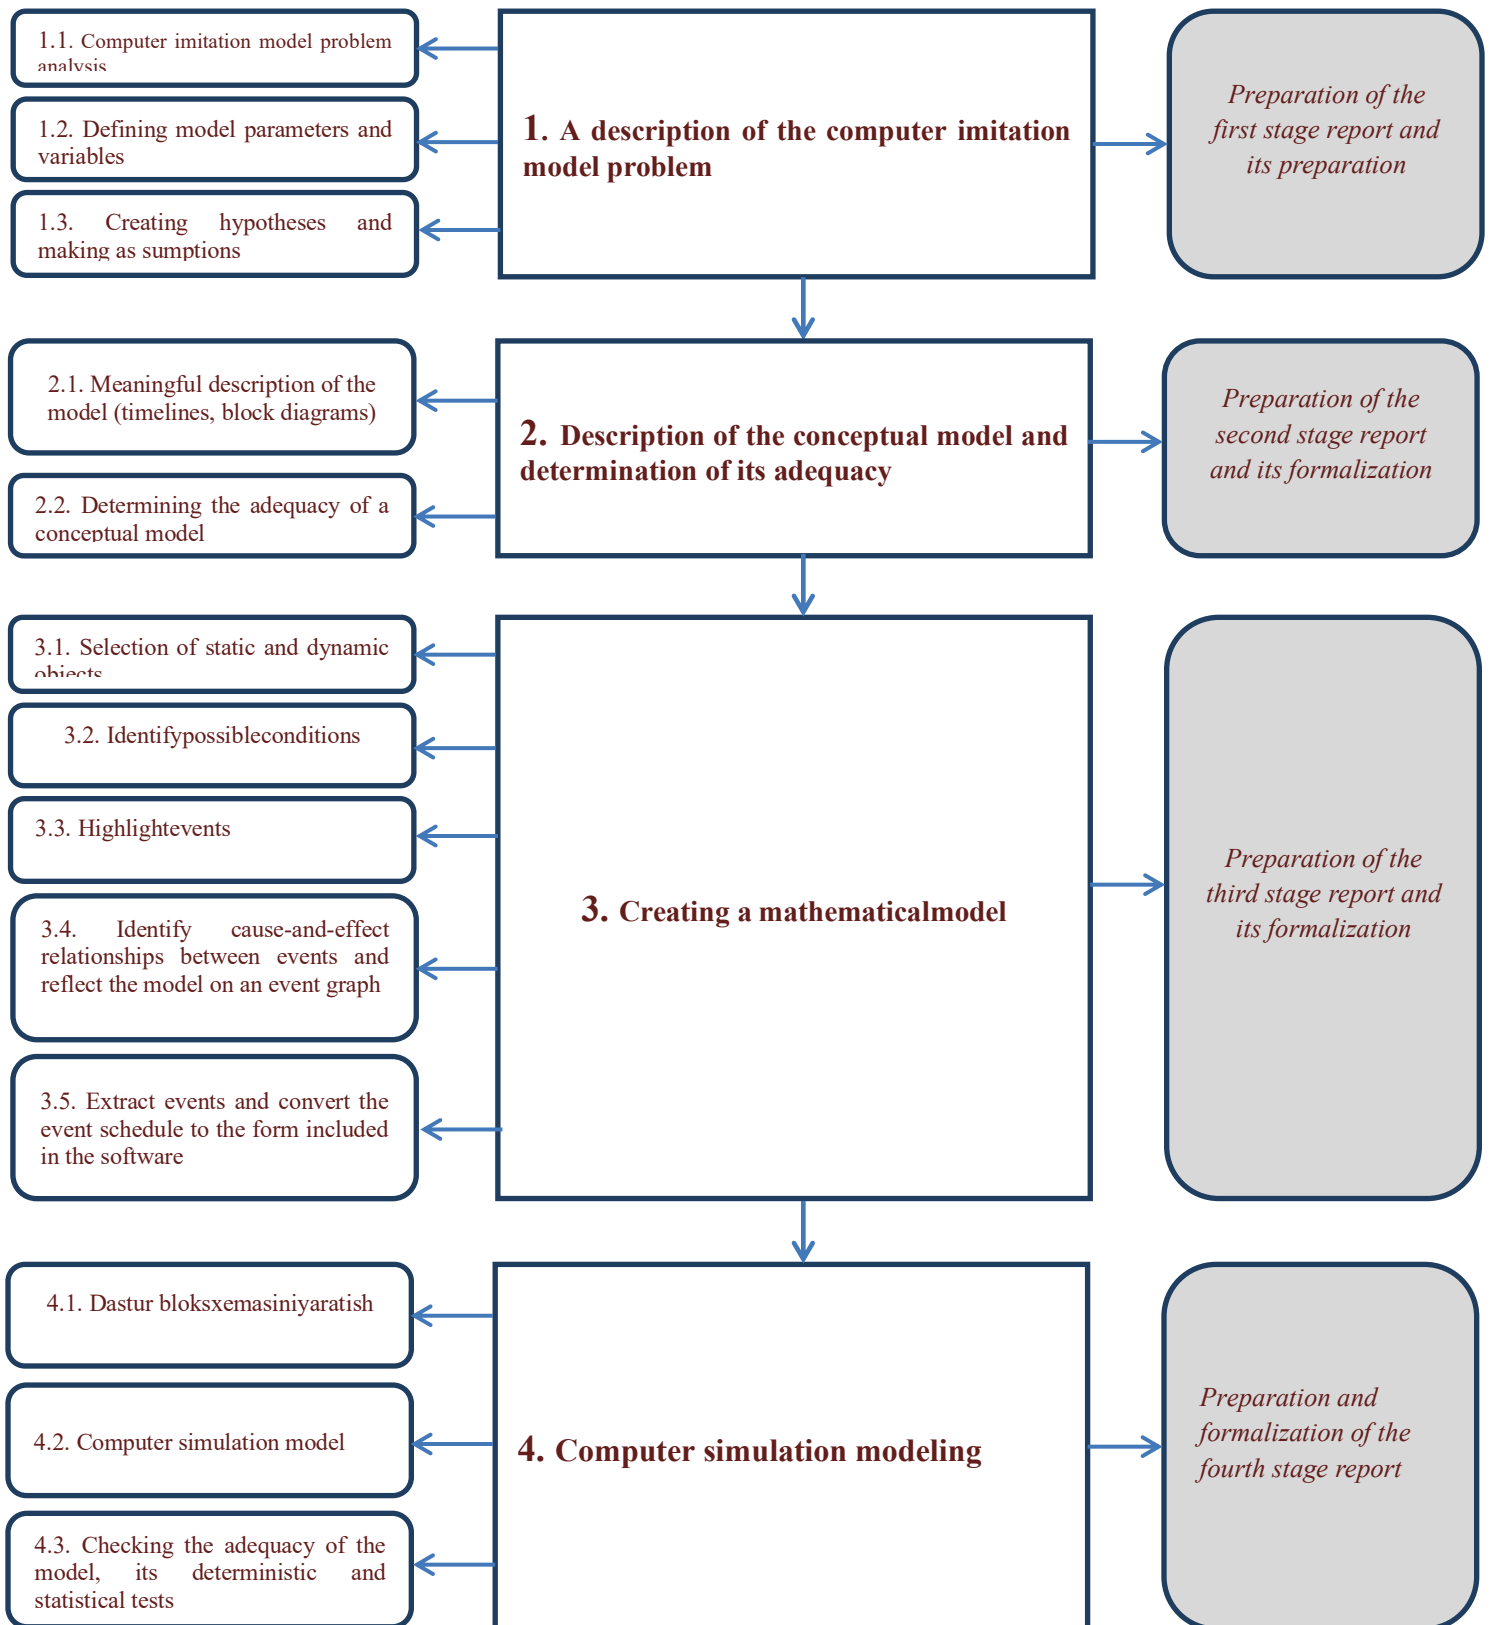 1.1. Computer imitation model problem
analysis
1.2. Defining model parameters and
variables
1.3. Creating hypotheses and
making as sumptions
1. A description of the computer imitation
model problem
Preparation of the
first stage report and
its preparation
2.1. Meaningful description of the
model (timelines, block diagrams)
2.2. Determining the adequacy of a
conceptual model
2. Description of the conceptual model and
determination of its adequacy
Preparation of the
second stage report
and its formalization
3.1. Selection of static and dynamic
objects
3.2. Identifypossibleconditions
3.3. Highlightevents
3.4. Identify cause-and-effect
relationships between events and
reflect the model on an event graph
3.5. Extract events and convert the
event schedule to the form included
in the software
3. Creating a mathematicalmodel
Preparation of the
third stage report and
its formalization
4.1. Dastur bloksxemasiniyaratish
4.2. Computer simulation model
4.3. Checking the adequacy of the
model, its deterministic and
statistical tests
4. Computer simulation modeling
Preparation and
formalization of the
fourth stage report